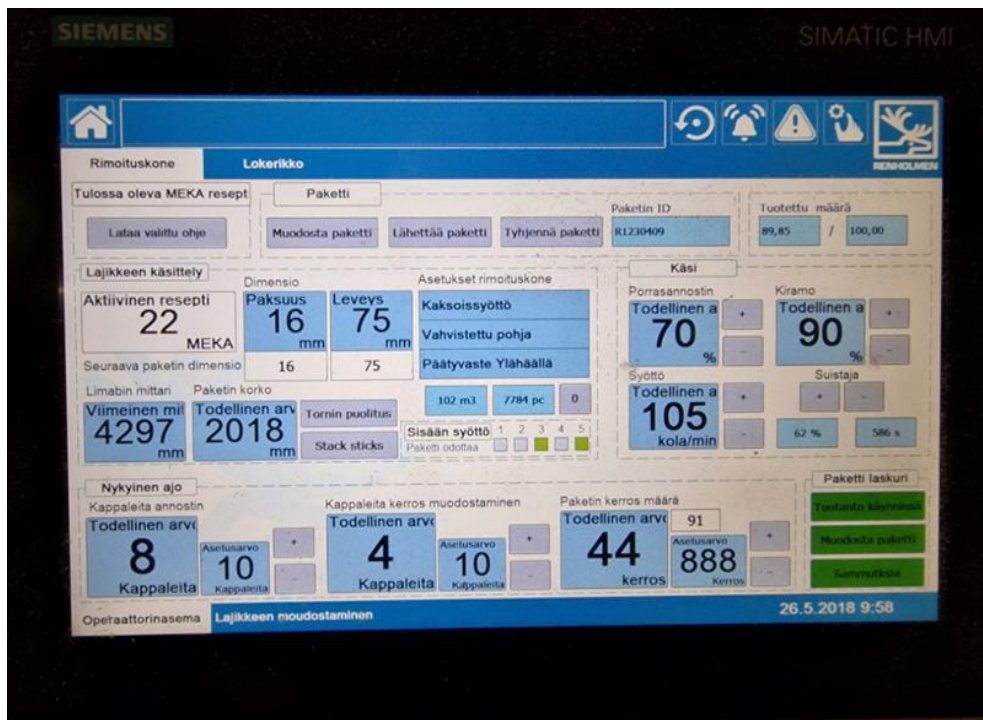 SIEMENS
SIMATIC HMI
RENHOLMEN
Rimoituskone
Lokerikko
Tulossa oleva MEKA resept
Lataa valittu ohje
Paketti
Muodosta paketti
Lähettää paketti
Tyhjennä paketti
Paketin ID
R1230409
Tuotettu määrä
89,85 / 100,00
Lajikkeen käsittely
Aktiivinen resepti
22
MEKA
Dimensio
Paksuus
16
mm
Leveys
75
mm
Seuraava paketin dimensio
16
75
Asetukset rimoituskone
Kaksoissyöttö
Vahvistettu pohja
Päätyvaste Ylähäällä
Limabin mittari
Viimeinen mil
4297
mm
Paketin korko
Todellinen arv
2018
mm
Tornin puolitus
Stack sticks
102 m3
7784 pc
0
Sisään syöttö
1 2 3 4 5
Paketti odottaa
Käsi
Porrasannostin
Todellinen a
70
%
+
-
Kiramo
Todellinen a
90
%
+
-
Syöttö
Todellinen a
105
kola/min
+
-
Suistaja
+
-
62 %
586 s
Nykyinen ajo
Kappaleita annostin
Todellinen arvo
8
Kappaleita
Asetusarvo
10
Kappaleita
+
-
Kappaleita kerros muodostaminen
Todellinen arvo
4
Kappaleita
Asetusarvo
10
Kappaleita
+
-
Paketin kerros määrä
Todellinen arvo
44
kerros
91
Asetusarvo
888
Kerros
+
-
Paketti laskuri
Tuotanto käynnissä
Muodosta paketti
Sammutksia
Operaattorinasema
Lajikkeen moudostaminen
26.5.2018 9:58